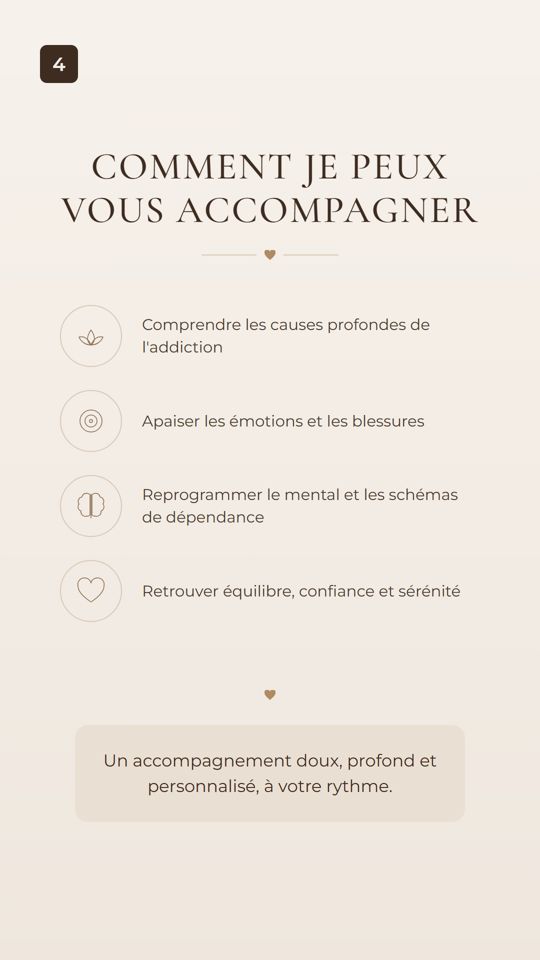 4
COMMENT JE PEUX
VOUS ACCOMPAGNER
Comprendre les causes profondes de
l'addiction
Apaiser les émotions et les blessures
Reprogrammer le mental et les schémas
de dépendance
Retrouver équilibre, confiance et sérénité
Un accompagnement doux, profond et
personnalisé, à votre rythme.